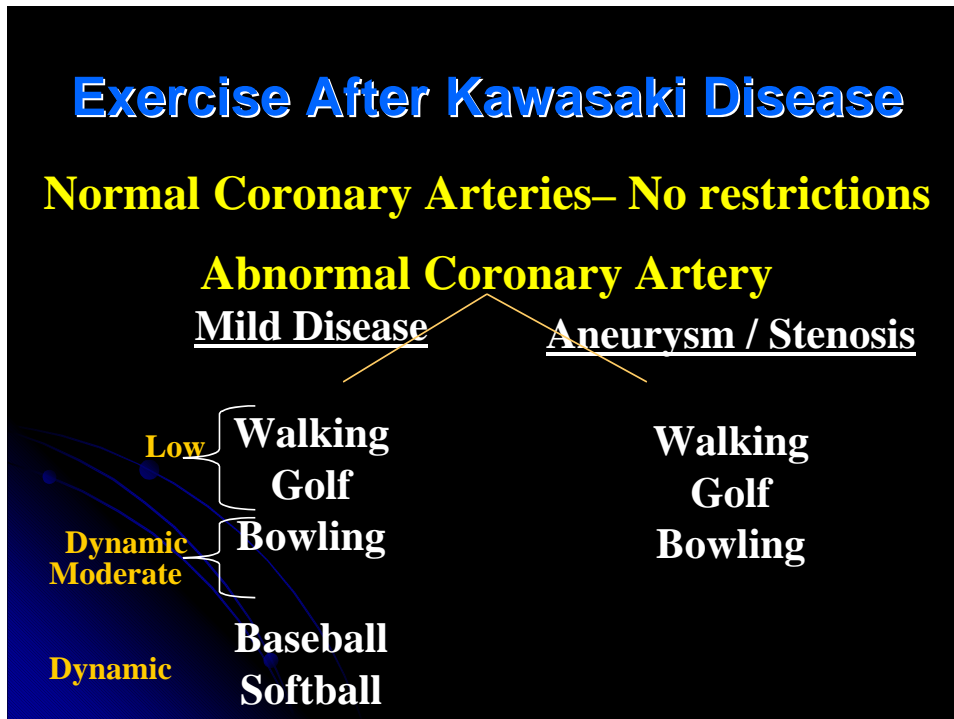 Exercise After Kawasaki Disease
Normal Coronary Arteries– No restrictions
Abnormal Coronary Artery
Mild Disease
Aneurysm / Stenosis
Low
Dynamic
Moderate
Dynamic
Walking
Golf
Bowling
Baseball
Softball
Walking
Golf
Bowling